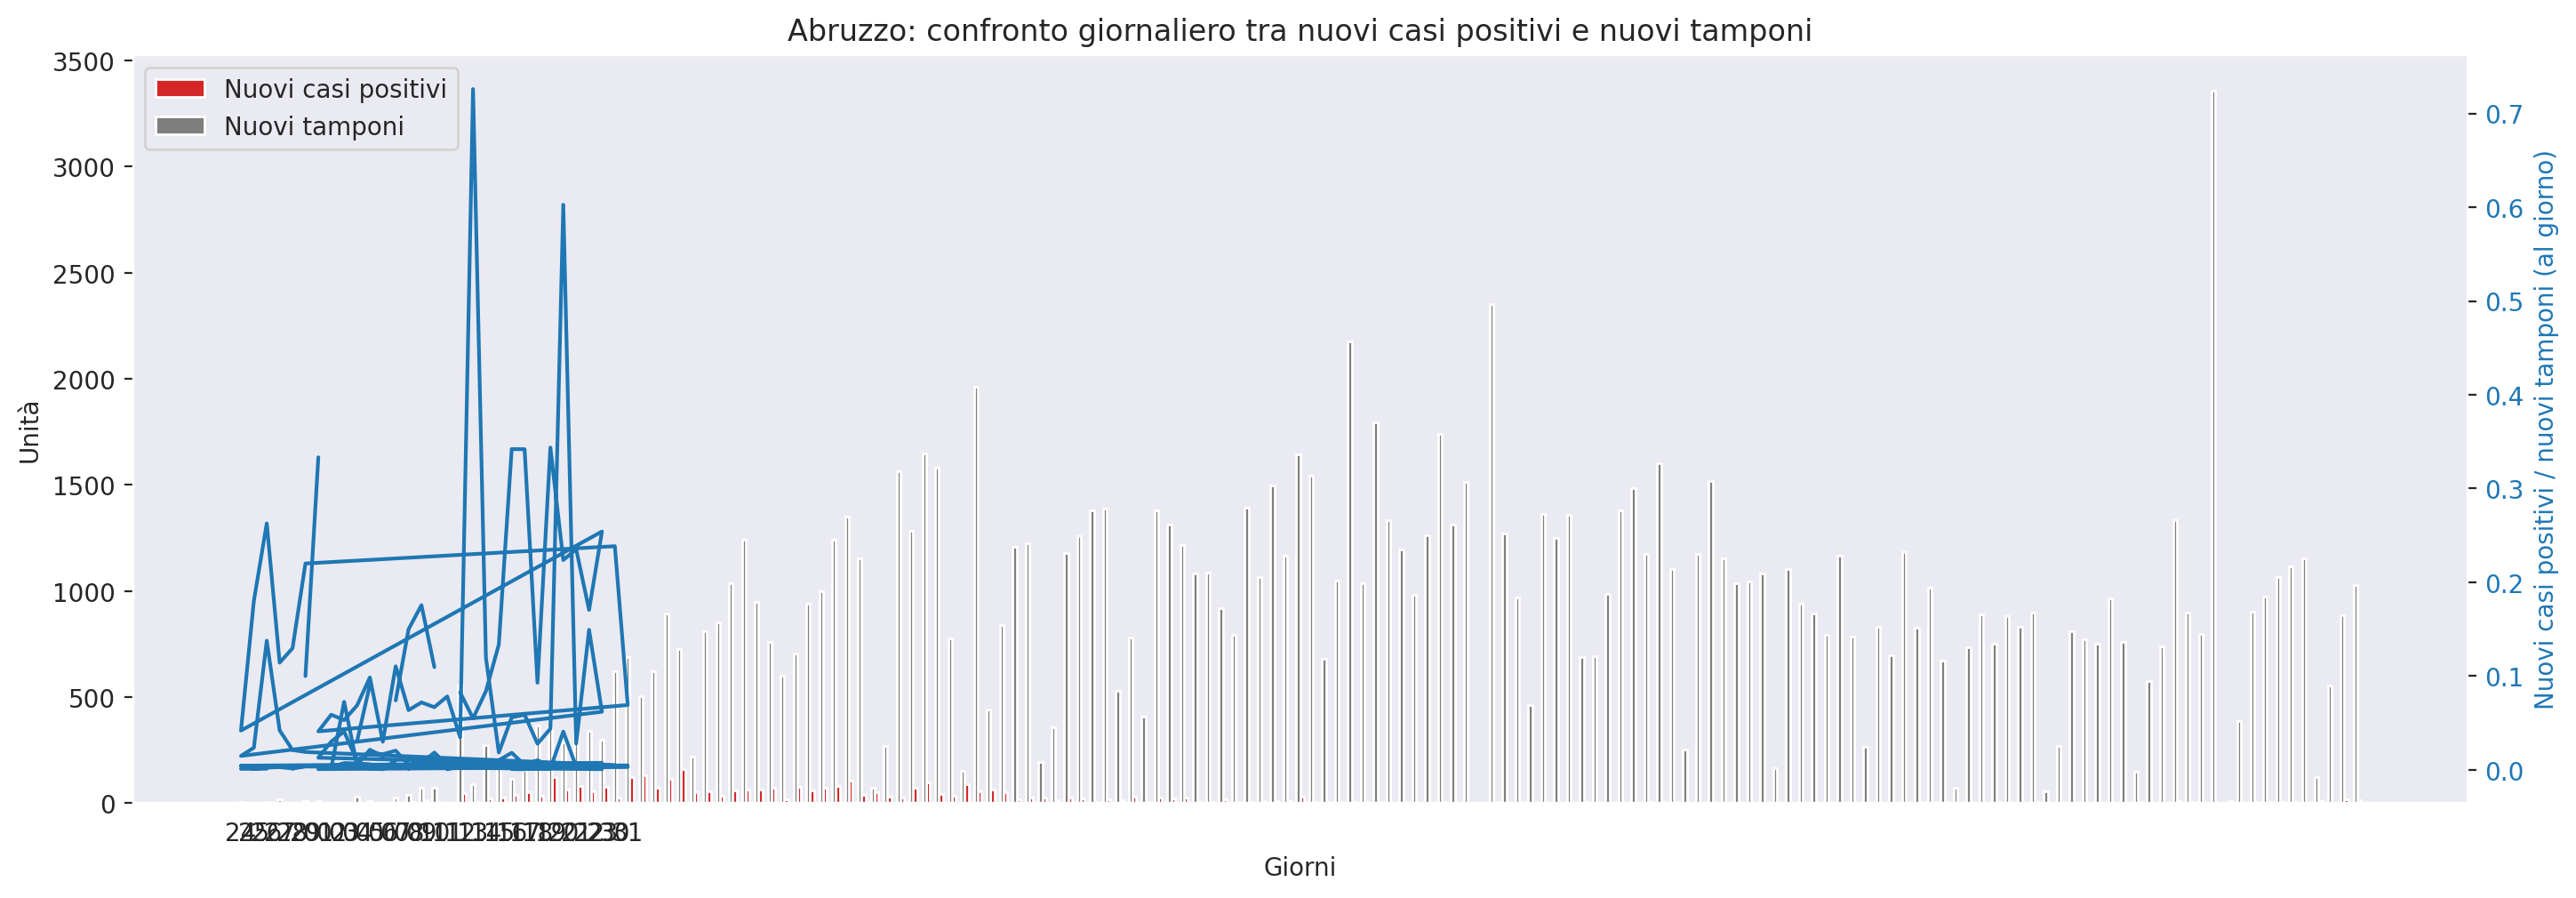 Abruzzo: confronto giornaliero tra nuovi casi positivi e nuovi tamponi
Nuovi casi positivi
Nuovi tamponi
3500
3000
2500
2000
1500
1000
500
0
Unità
0.7
0.6
0.5
0.4
0.3
0.2
0.1
0.0
Nuovi casi positivi / nuovi tamponi (al giorno)
Giorni